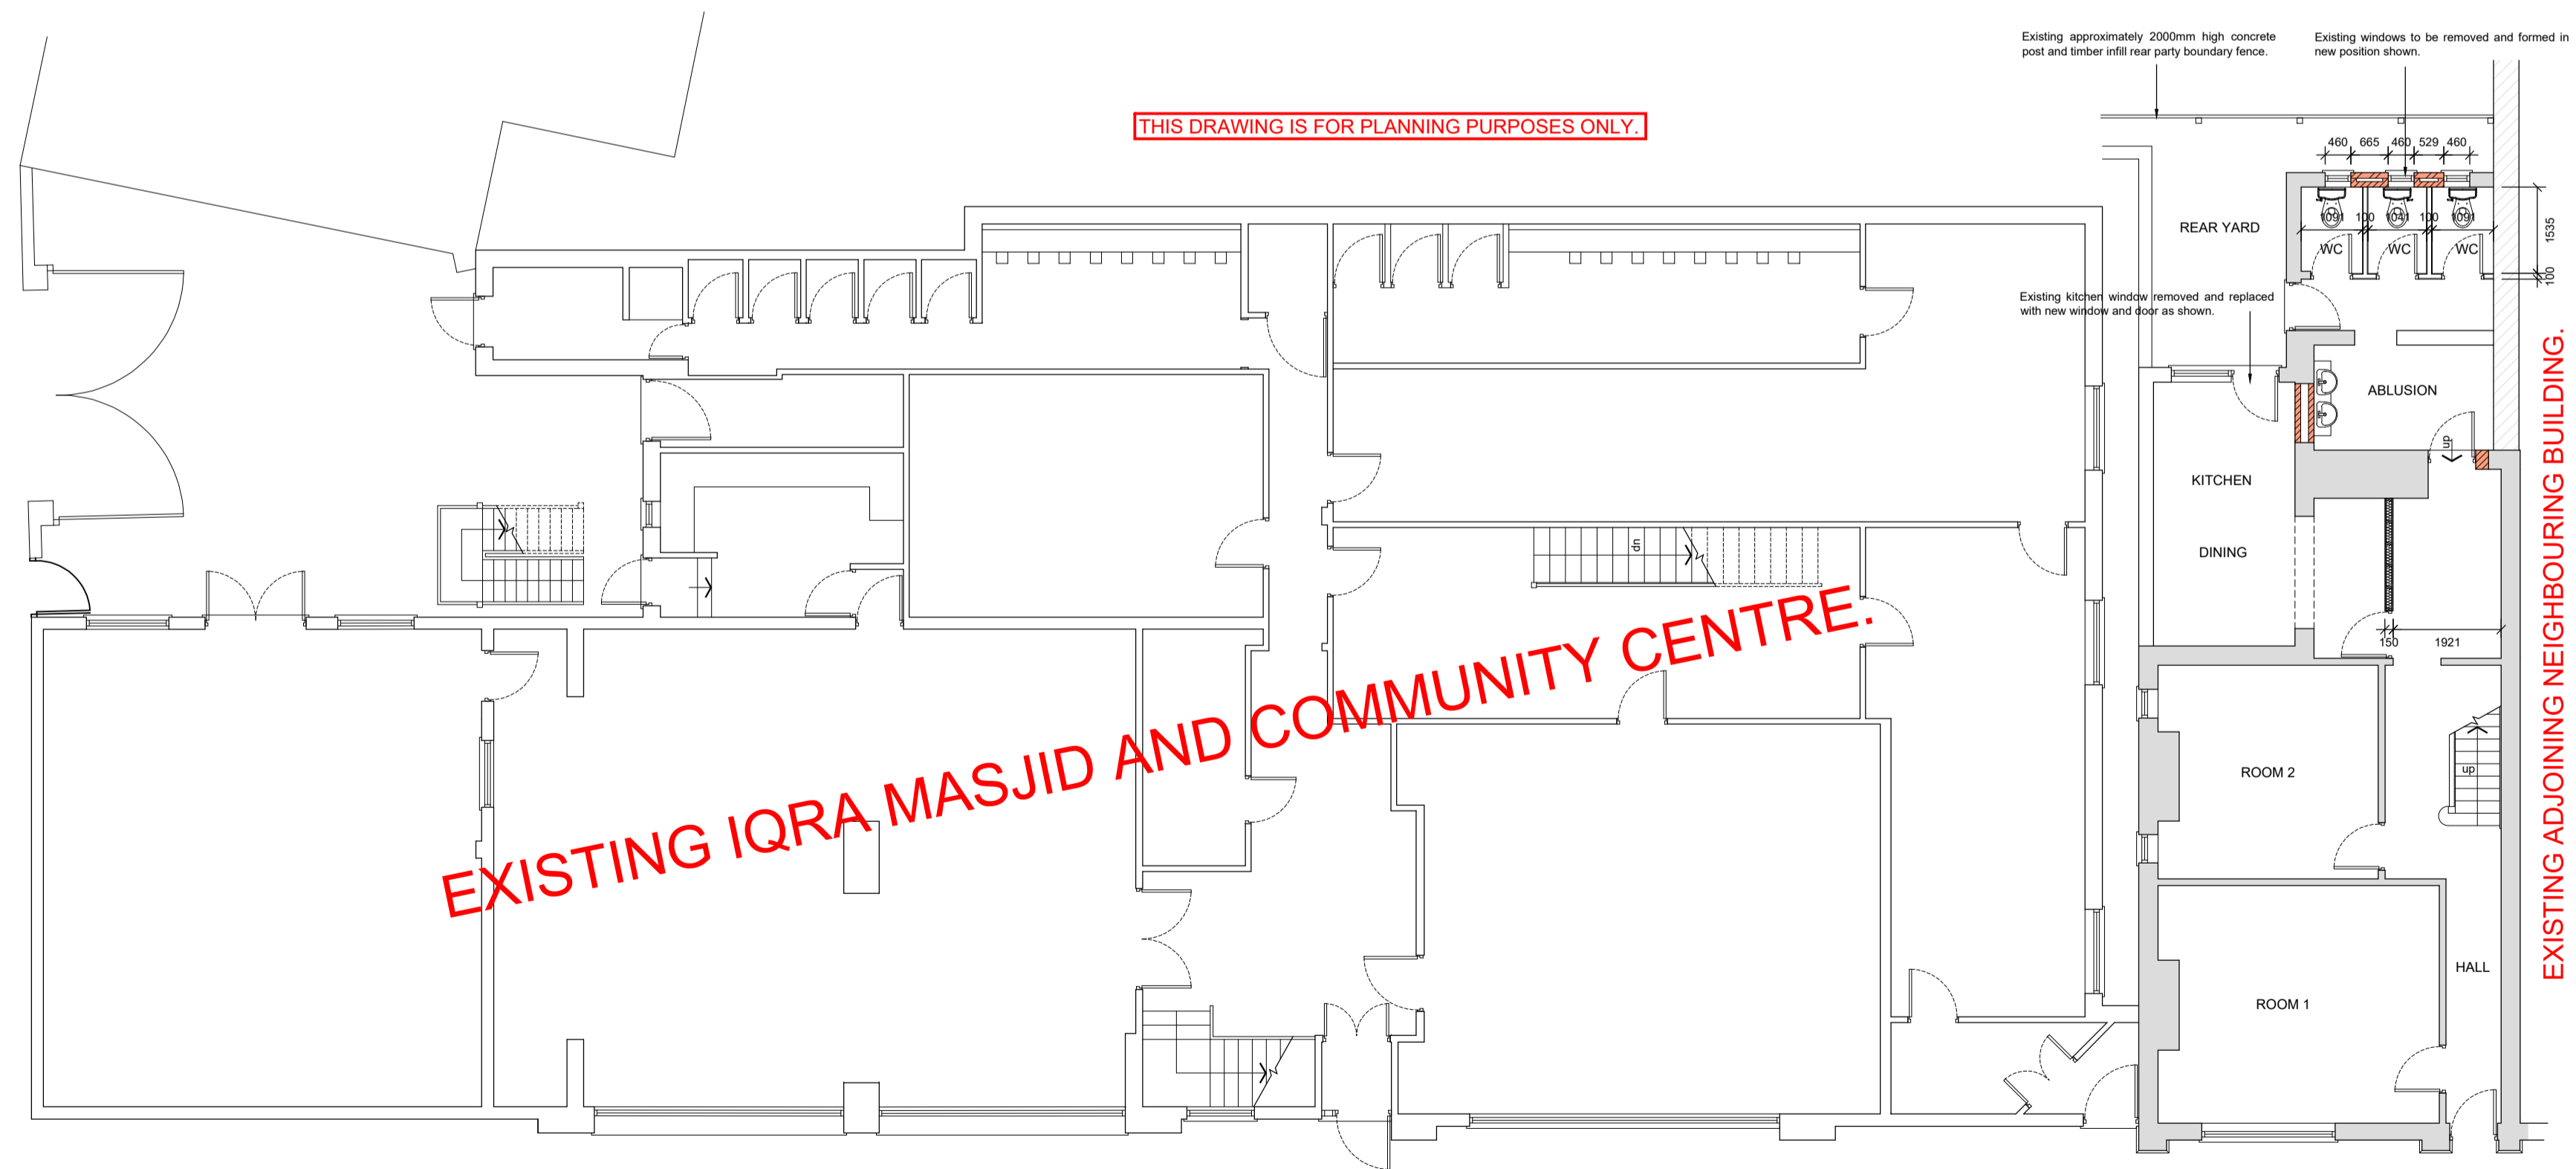 Existing approximately 2000mm high concrete
post and timber infill rear party boundary fence.
Existing windows to be removed and formed in
new position shown.
THIS DRAWING IS FOR PLANNING PURPOSES ONLY.
460 665 460 529 460
REAR YARD
1091 100 1041 100 1091
WC WC WC
1535
100
Existing kitchen window removed and replaced
with new window and door as shown.
ABLUSION
up
KITCHEN
DINING
dn
150 1921
EXISTING IQRA MASJID AND COMMUNITY CENTRE.
EXISTING ADJOINING NEIGHBOURING BUILDING.
ROOM 2
up
HALL
ROOM 1